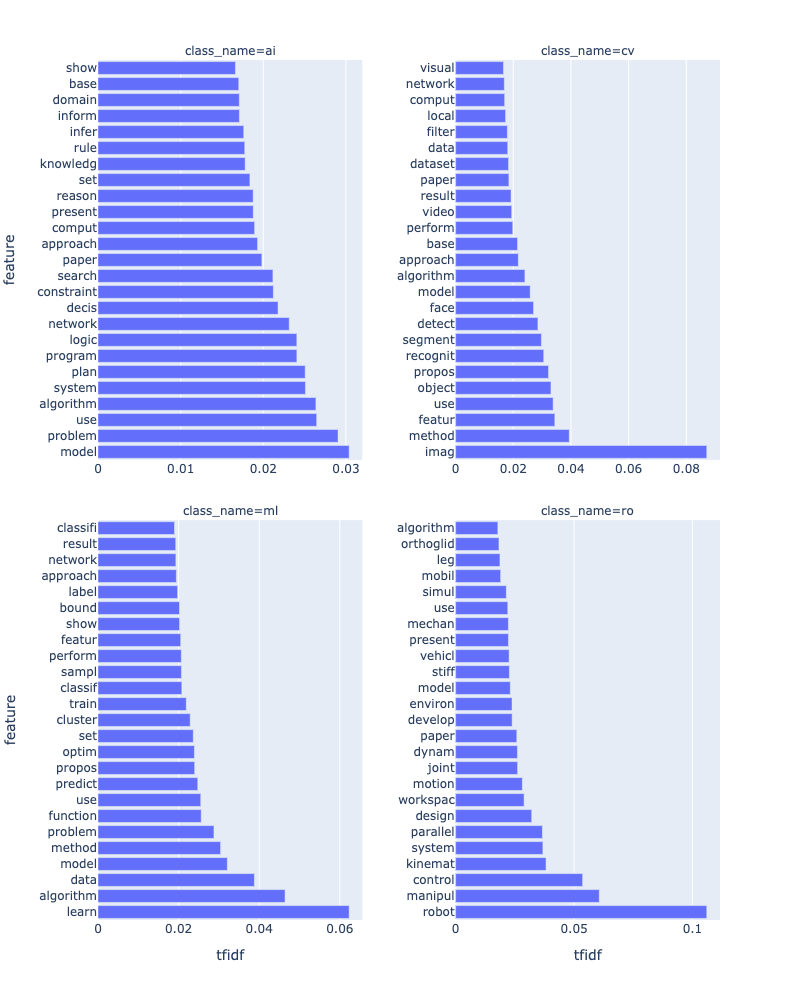 class_name=ai
show
base
domain
inform
infer
rule
knowledg
set
reason
present
comput
approach
paper
search
constraint
decis
network
logic
program
plan
system
algorithm
use
problem
model
0 0.01 0.02 0.03
feature
class_name=cv
visual
network
comput
local
filter
data
dataset
paper
result
video
perform
base
approach
algorithm
model
face
detect
segment
recognit
propos
object
use
featur
method
imag
0 0.02 0.04 0.06 0.08
class_name=ml
classifi
result
network
approach
label
bound
show
featur
perform
sampl
classif
train
cluster
set
optim
propos
predict
use
function
problem
method
model
data
algorithm
learn
0 0.02 0.04 0.06
tfidf
feature
class_name=ro
algorithm
orthoglid
leg
mobil
simul
use
mechan
present
vehicl
stiff
model
environ
develop
paper
dynam
joint
motion
workspac
design
parallel
system
kinemat
control
manipul
robot
0 0.05 0.1
tfidf